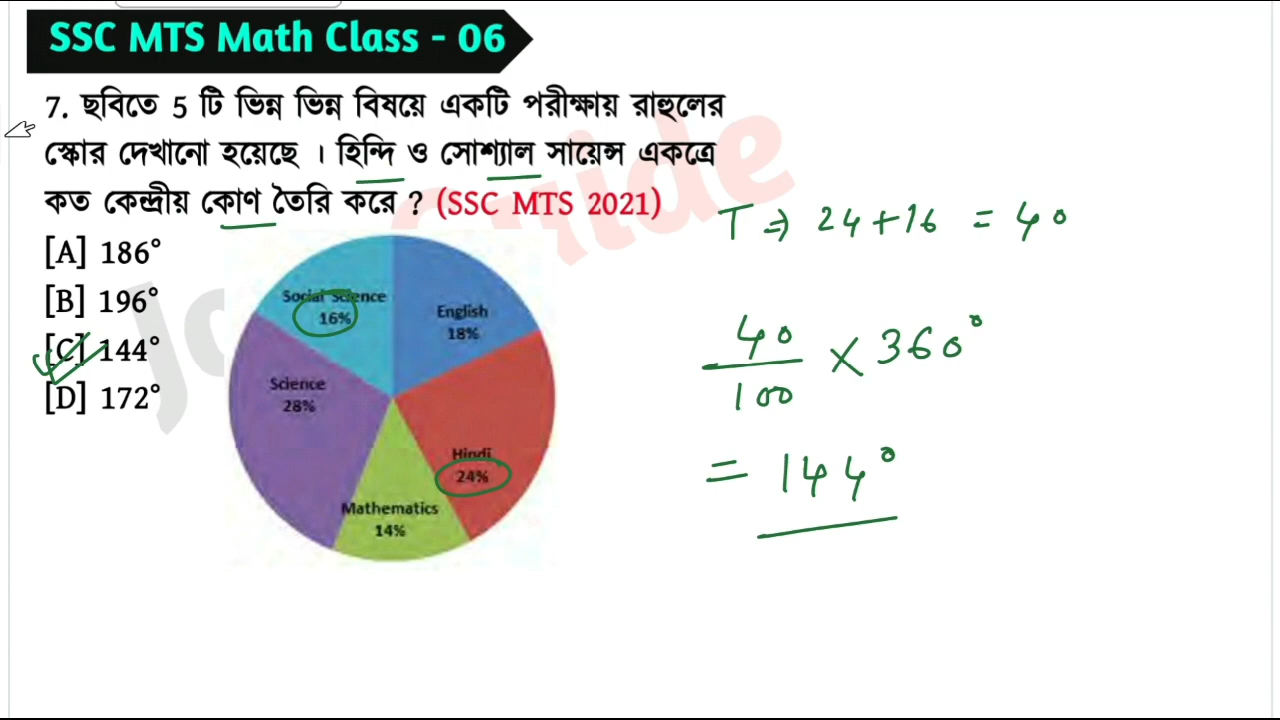 SSC MTS Math Class - 06
7. ছবিতে 5 টি ভিন্ন ভিন্ন বিষয়ে একটি পরীক্ষায় রাহুলের
স্কোর দেখানো হয়েছে । হিন্দি ও সোশ্যাল সায়েন্স একত্রে
কত কেন্দ্রীয় কোণ তৈরি করে ? (SSC MTS 2021)
[A] 186°
[B] 196°
[C] 144°
[D] 172°
Social Science
16%
English
18%
Science
28%
Hindi
24%
Mathematics
14%
T ⇒ 24 + 16 = 40
40
100
× 360°
= 144°